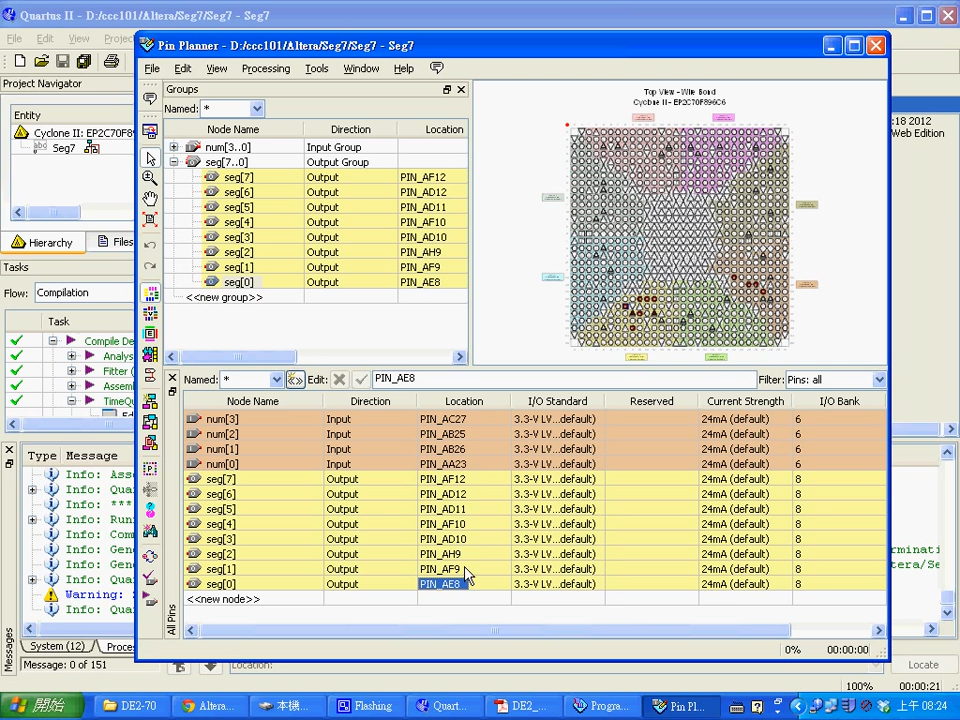 Quartus II - D:/ccc101/Altera/Seg7/Seg7 - Seg7
File Edit View Projec
Project Navigator
Entity
Cyclone II: EP2C70F8
Seg7
Hierarchy Files
Tasks
Flow: Compilation
Task
Compile De
Analys
Fitter (
Assem
TimeQu
Type Message
Info: Ass
Info: Qua
Info: ***
Info: Run
Info: Com
Info: Gen
Info: Gen
Info: Qua
Warning:
Info: Qua
System (12) Proce
Messages
Message: 0 of 151
Location:
Locate
100% 00:00:21
:18 2012
Web Edition
Pin Planner - D:/ccc101/Altera/Seg7/Seg7 - Seg7
File Edit View Processing Tools Window Help
Groups
Named: *
Node Name Direction Location
num[3..0] Input Group
seg[7..0] Output Group
seg[7] Output PIN_AF12
seg[6] Output PIN_AD12
seg[5] Output PIN_AD11
seg[4] Output PIN_AF10
seg[3] Output PIN_AD10
seg[2] Output PIN_AH9
seg[1] Output PIN_AF9
seg[0] Output PIN_AE8
<<new group>>
Top View - Wire Bond
Cyclone II - EP2C70F896C6
Named: * Edit: PIN_AE8 Filter: Pins: all
Node Name Direction Location I/O Standard Reserved Current Strength I/O Bank
num[3] Input PIN_AC27 3.3-V LV...default) 24mA (default) 6
num[2] Input PIN_AB25 3.3-V LV...default) 24mA (default) 6
num[1] Input PIN_AB26 3.3-V LV...default) 24mA (default) 6
num[0] Input PIN_AA23 3.3-V LV...default) 24mA (default) 6
seg[7] Output PIN_AF12 3.3-V LV...default) 24mA (default) 8
seg[6] Output PIN_AD12 3.3-V LV...default) 24mA (default) 8
seg[5] Output PIN_AD11 3.3-V LV...default) 24mA (default) 8
seg[4] Output PIN_AF10 3.3-V LV...default) 24mA (default) 8
seg[3] Output PIN_AD10 3.3-V LV...default) 24mA (default) 8
seg[2] Output PIN_AH9 3.3-V LV...default) 24mA (default) 8
seg[1] Output PIN_AF9 3.3-V LV...default) 24mA (default) 8
seg[0] Output PIN_AE8 3.3-V LV...default) 24mA (default) 8
<<new node>>
All Pins
0% 00:00:00
開始 DE2-70 Altera... 本機... Flashing Quart... DE2_... Progra... Pin Pl... 上午 08:24